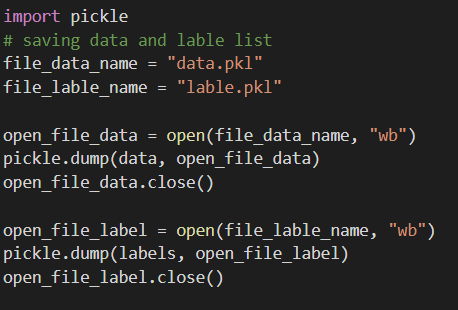 import pickle
# saving data and lable list
file_data_name = "data.pkl"
file_lable_name = "lable.pkl"
open_file_data = open(file_data_name, "wb")
pickle.dump(data, open_file_data)
open_file_data.close()
open_file_label = open(file_lable_name, "wb")
pickle.dump(labels, open_file_label)
open_file_label.close()